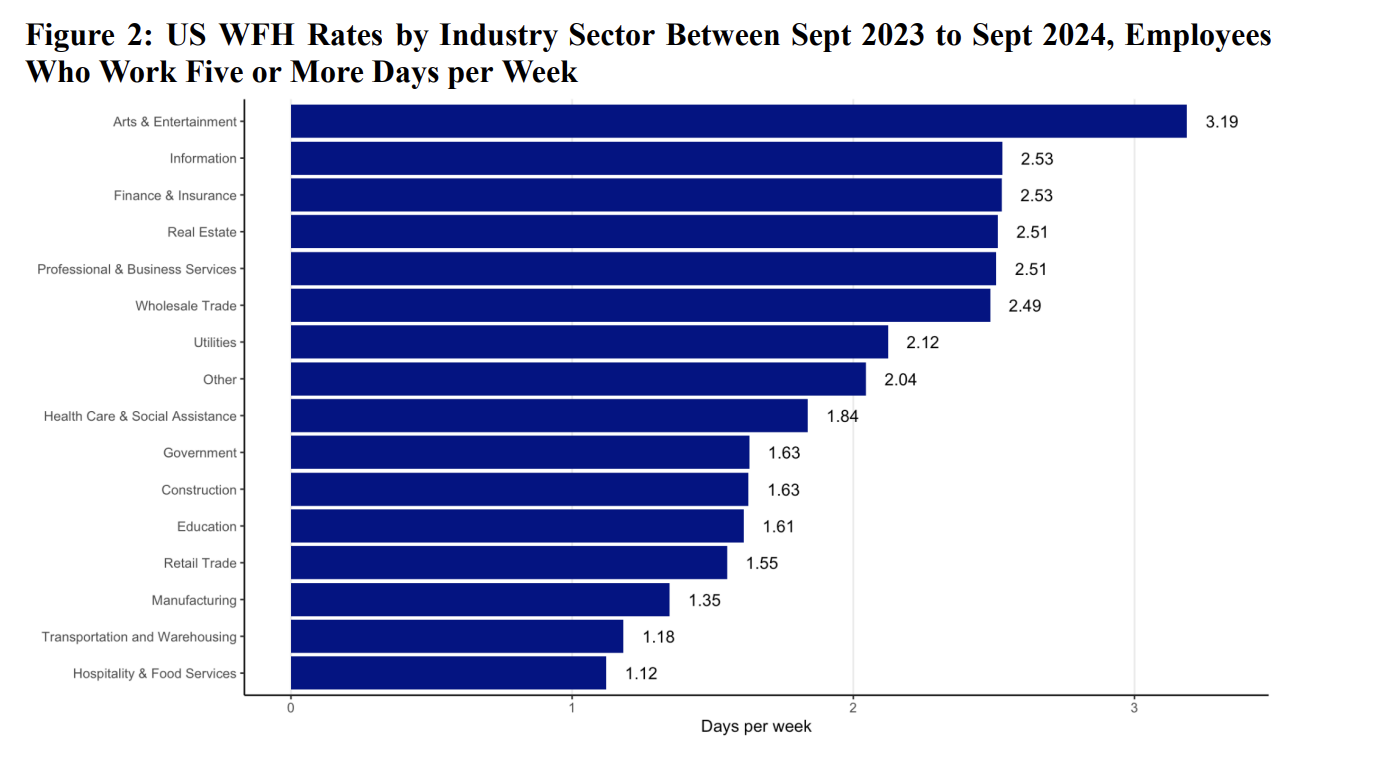 Figure 2: US WFH Rates by Industry Sector Between Sept 2023 to Sept 2024, Employees
Who Work Five or More Days per Week
Arts & Entertainment 3.19
Information 2.53
Finance & Insurance 2.53
Real Estate 2.51
Professional & Business Services 2.51
Wholesale Trade 2.49
Utilities 2.12
Other 2.04
Health Care & Social Assistance 1.84
Government 1.63
Construction 1.63
Education 1.61
Retail Trade 1.55
Manufacturing 1.35
Transportation and Warehousing 1.18
Hospitality & Food Services 1.12
0 1 2 3
Days per week